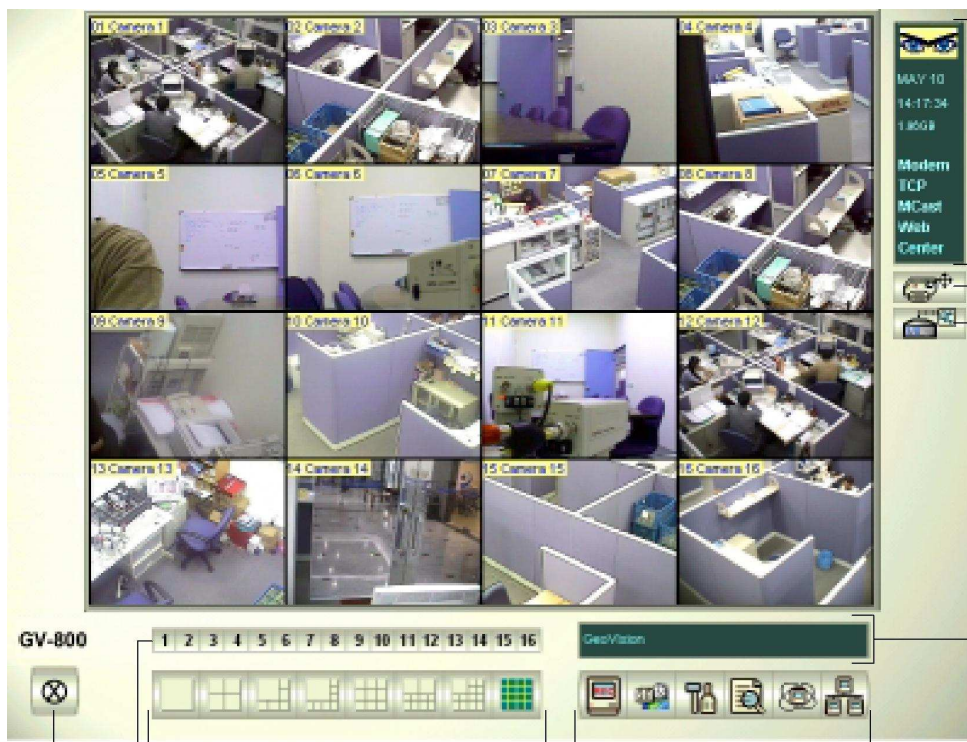 01 Camera 1
02 Camera 2
03 Camera 3
04 Camera 4
05 Camera 5
06 Camera 6
07 Camera 7
08 Camera 8
09 Camera 9
10 Camera 10
11 Camera 11
12 Camera 12
13 Camera 13
14 Camera 14
15 Camera 15
16 Camera 16
MAY 10
14:17:34
Modem
TCP
MCast
Web
Center
GV-800
1 2 3 4 5 6 7 8 9 10 11 12 13 14 15 16
GeoVision
REC